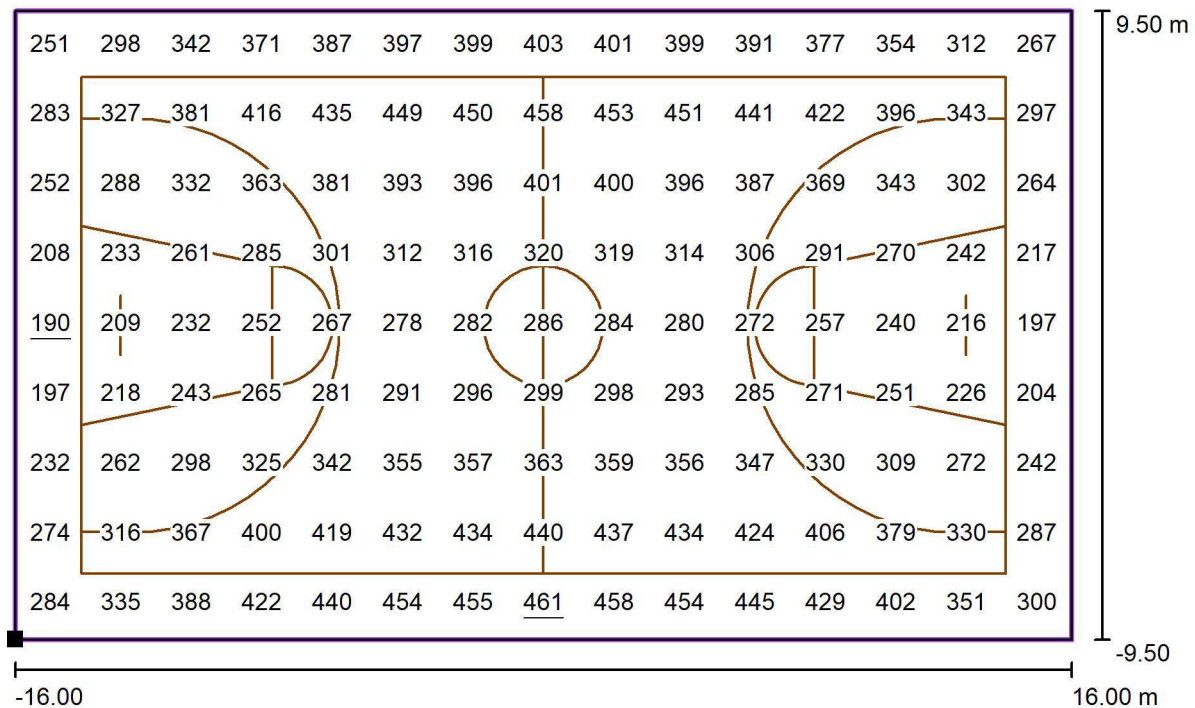 9.50 m
251 298 342 371 387 397 399 403 401 399 391 377 354 312 267
283 327 381 416 435 449 450 458 453 451 441 422 396 343 297
252 288 332 363 381 393 396 401 400 396 387 369 343 302 264
208 233 261 285 301 312 316 320 319 314 306 291 270 242 217
190 209 232 252 267 278 282 286 284 280 272 257 240 216 197
197 218 243 265 281 291 296 299 298 293 285 271 251 226 204
232 262 298 325 342 355 357 363 359 356 347 330 309 272 242
274 316 367 400 419 432 434 440 437 434 424 406 379 330 287
284 335 388 422 440 454 455 461 458 454 445 429 402 351 300
-9.50
-16.00 16.00 m